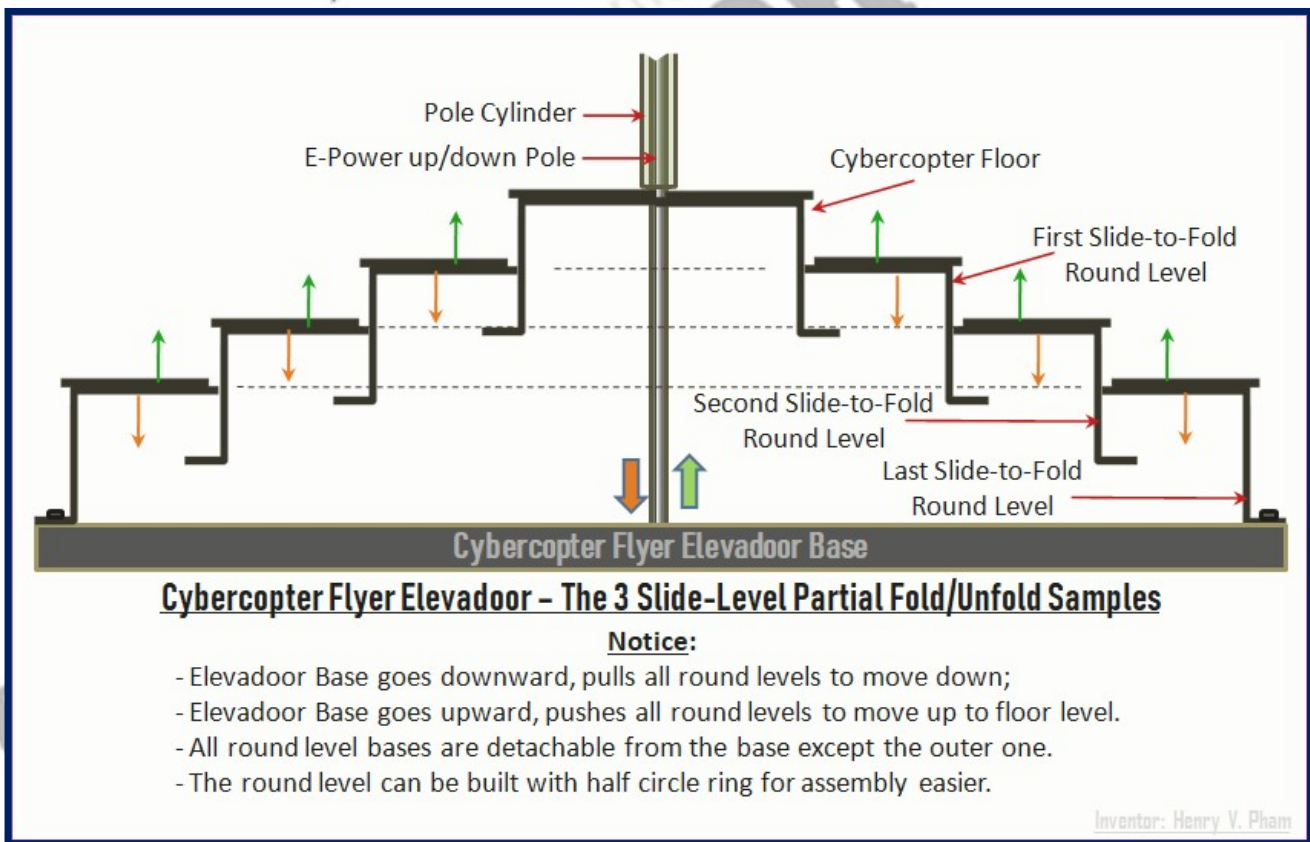 Pole Cylinder
E-Power up/down Pole
Cybercopter Floor
First Slide-to-Fold
Round Level
Second Slide-to-Fold
Round Level
Last Slide-to-Fold
Round Level
Cybercopter Flyer Elevadoor Base
Cybercopter Flyer Elevadoor – The 3 Slide-Level Partial Fold/Unfold Samples
Notice:
- Elevadoor Base goes downward, pulls all round levels to move down;
- Elevadoor Base goes upward, pushes all round levels to move up to floor level.
- All round level bases are detachable from the base except the outer one.
- The round level can be built with half circle ring for assembly easier.
Inventor: Henry V. Pham